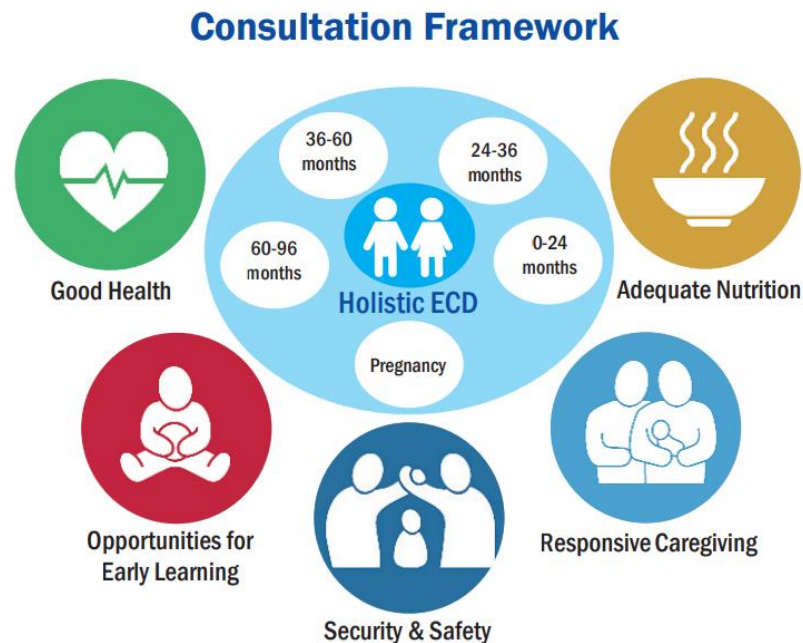 Consultation Framework
36-60
months
24-36
months
60-96
months
0-24
months
Holistic ECD
Pregnancy
Good Health
Adequate Nutrition
Opportunities for
Early Learning
Responsive Caregiving
Security & Safety